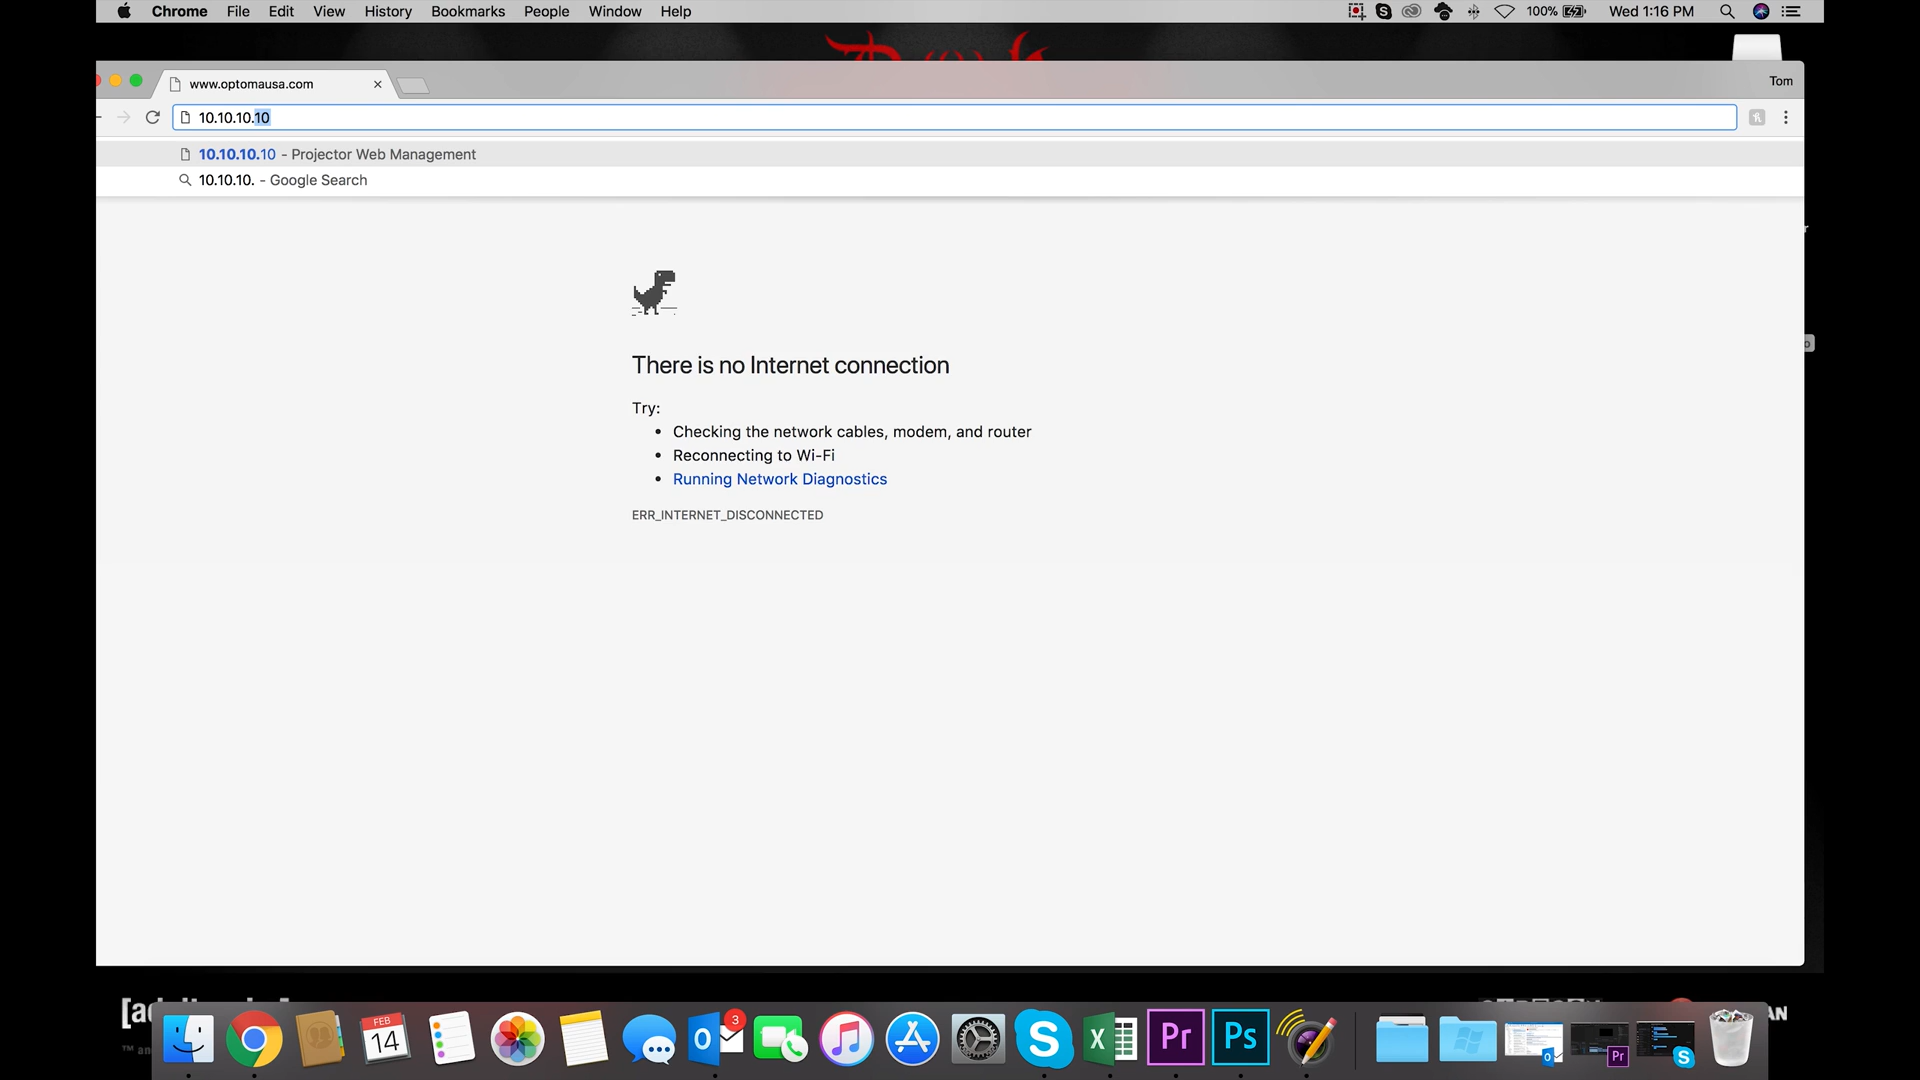 Chrome File Edit View History Bookmarks People Window Help 100% Wed 1:16 PM
www.optomausa.com Tom
10.10.10.10
10.10.10.10 - Projector Web Management
10.10.10. - Google Search
There is no Internet connection
Try:
• Checking the network cables, modem, and router
• Reconnecting to Wi-Fi
• Running Network Diagnostics
ERR_INTERNET_DISCONNECTED
FEB
14
3
Pr
Ps